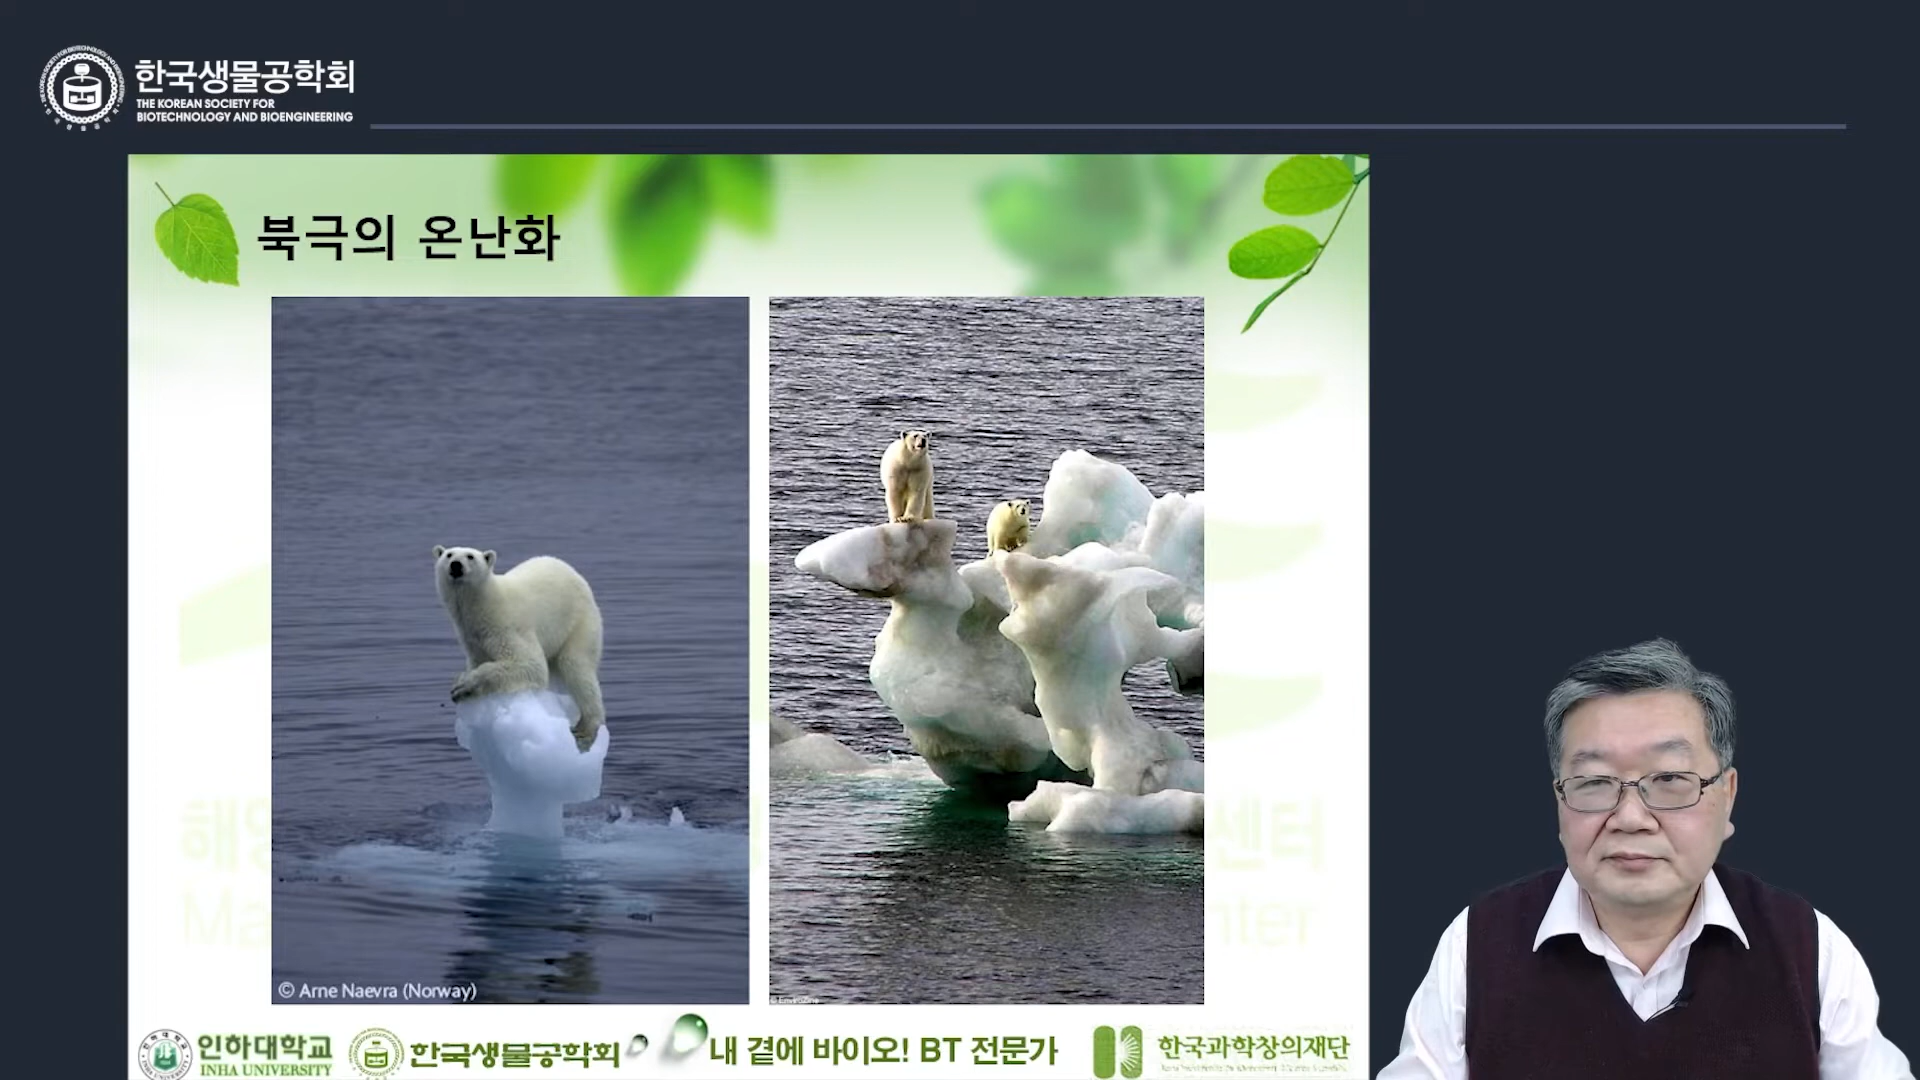 한국생물공학회
THE KOREAN SOCIETY FOR
BIOTECHNOLOGY AND BIOENGINEERING
북극의 온난화
© Arne Naevra (Norway)
인하대학교
INHA UNIVERSITY
한국생물공학회
내 곁에 바이오! BT 전문가
한국과학창의재단